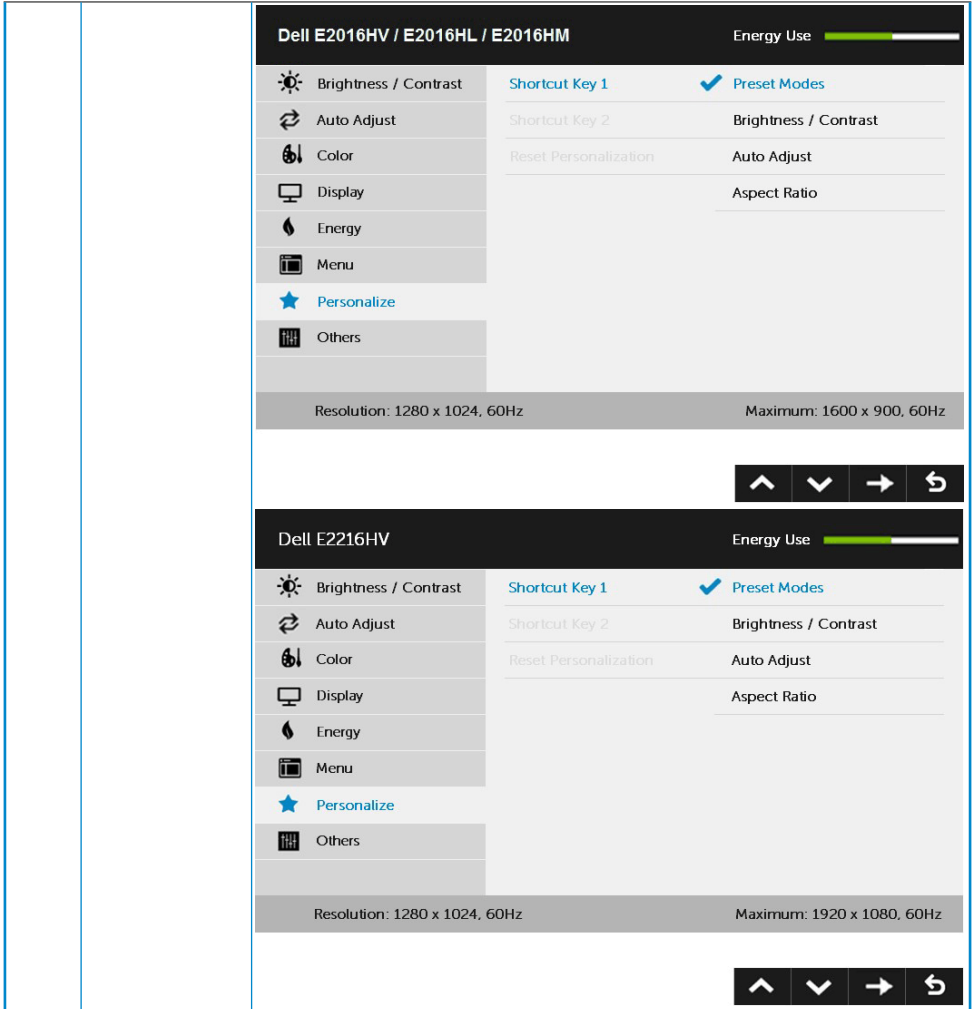 Dell E2016HV / E2016HL / E2016HM Energy Use
Brightness / Contrast Shortcut Key 1 Preset Modes
Auto Adjust Shortcut Key 2 Brightness / Contrast
Color Reset Personalization Auto Adjust
Display Aspect Ratio
Energy
Menu
Personalize
Others
Resolution: 1280 x 1024, 60Hz Maximum: 1600 x 900, 60Hz
Dell E2216HV Energy Use
Brightness / Contrast Shortcut Key 1 Preset Modes
Auto Adjust Shortcut Key 2 Brightness / Contrast
Color Reset Personalization Auto Adjust
Display Aspect Ratio
Energy
Menu
Personalize
Others
Resolution: 1280 x 1024, 60Hz Maximum: 1920 x 1080, 60Hz